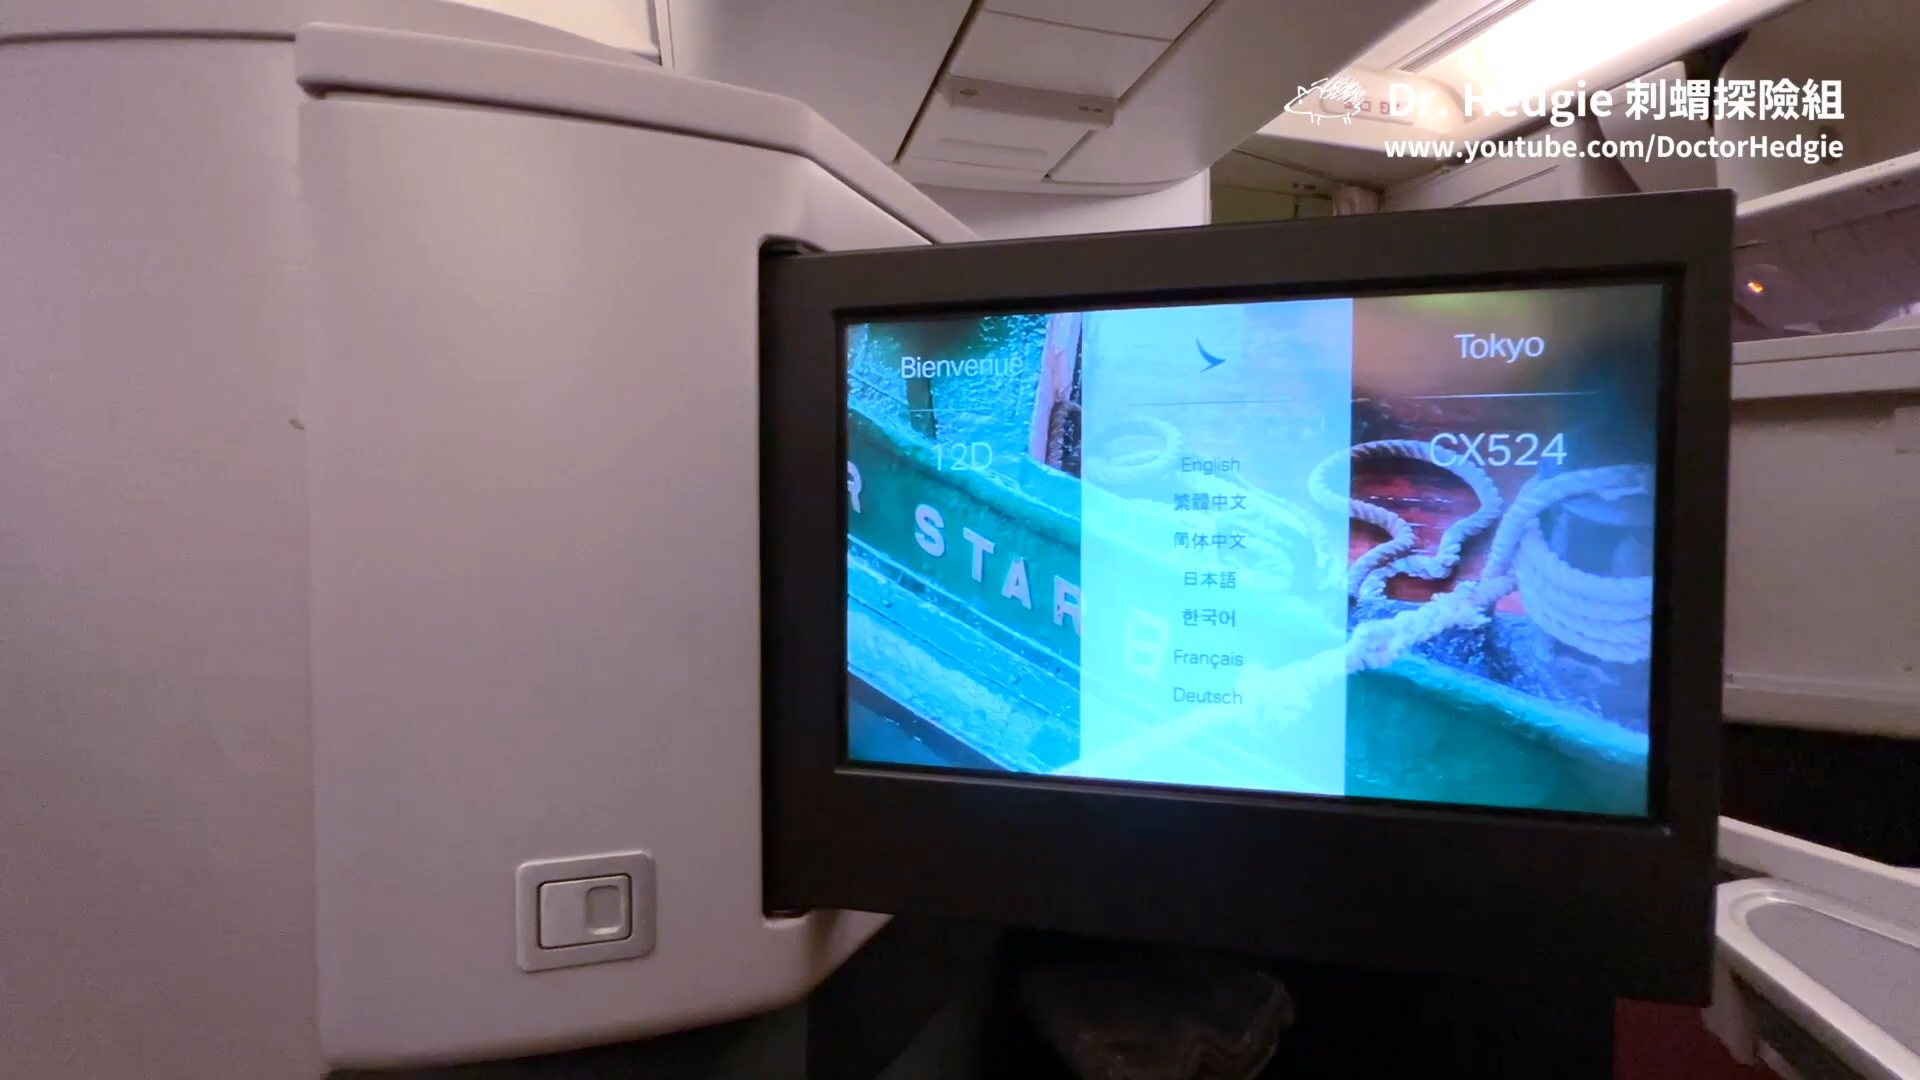 Dr. Hedgie 刺蝟探險組
www.youtube.com/DoctorHedgie
Bienvenue
12D
Tokyo
CX524
English
繁體中文
简体中文
日本語
한국어
Français
Deutsch
R STAR